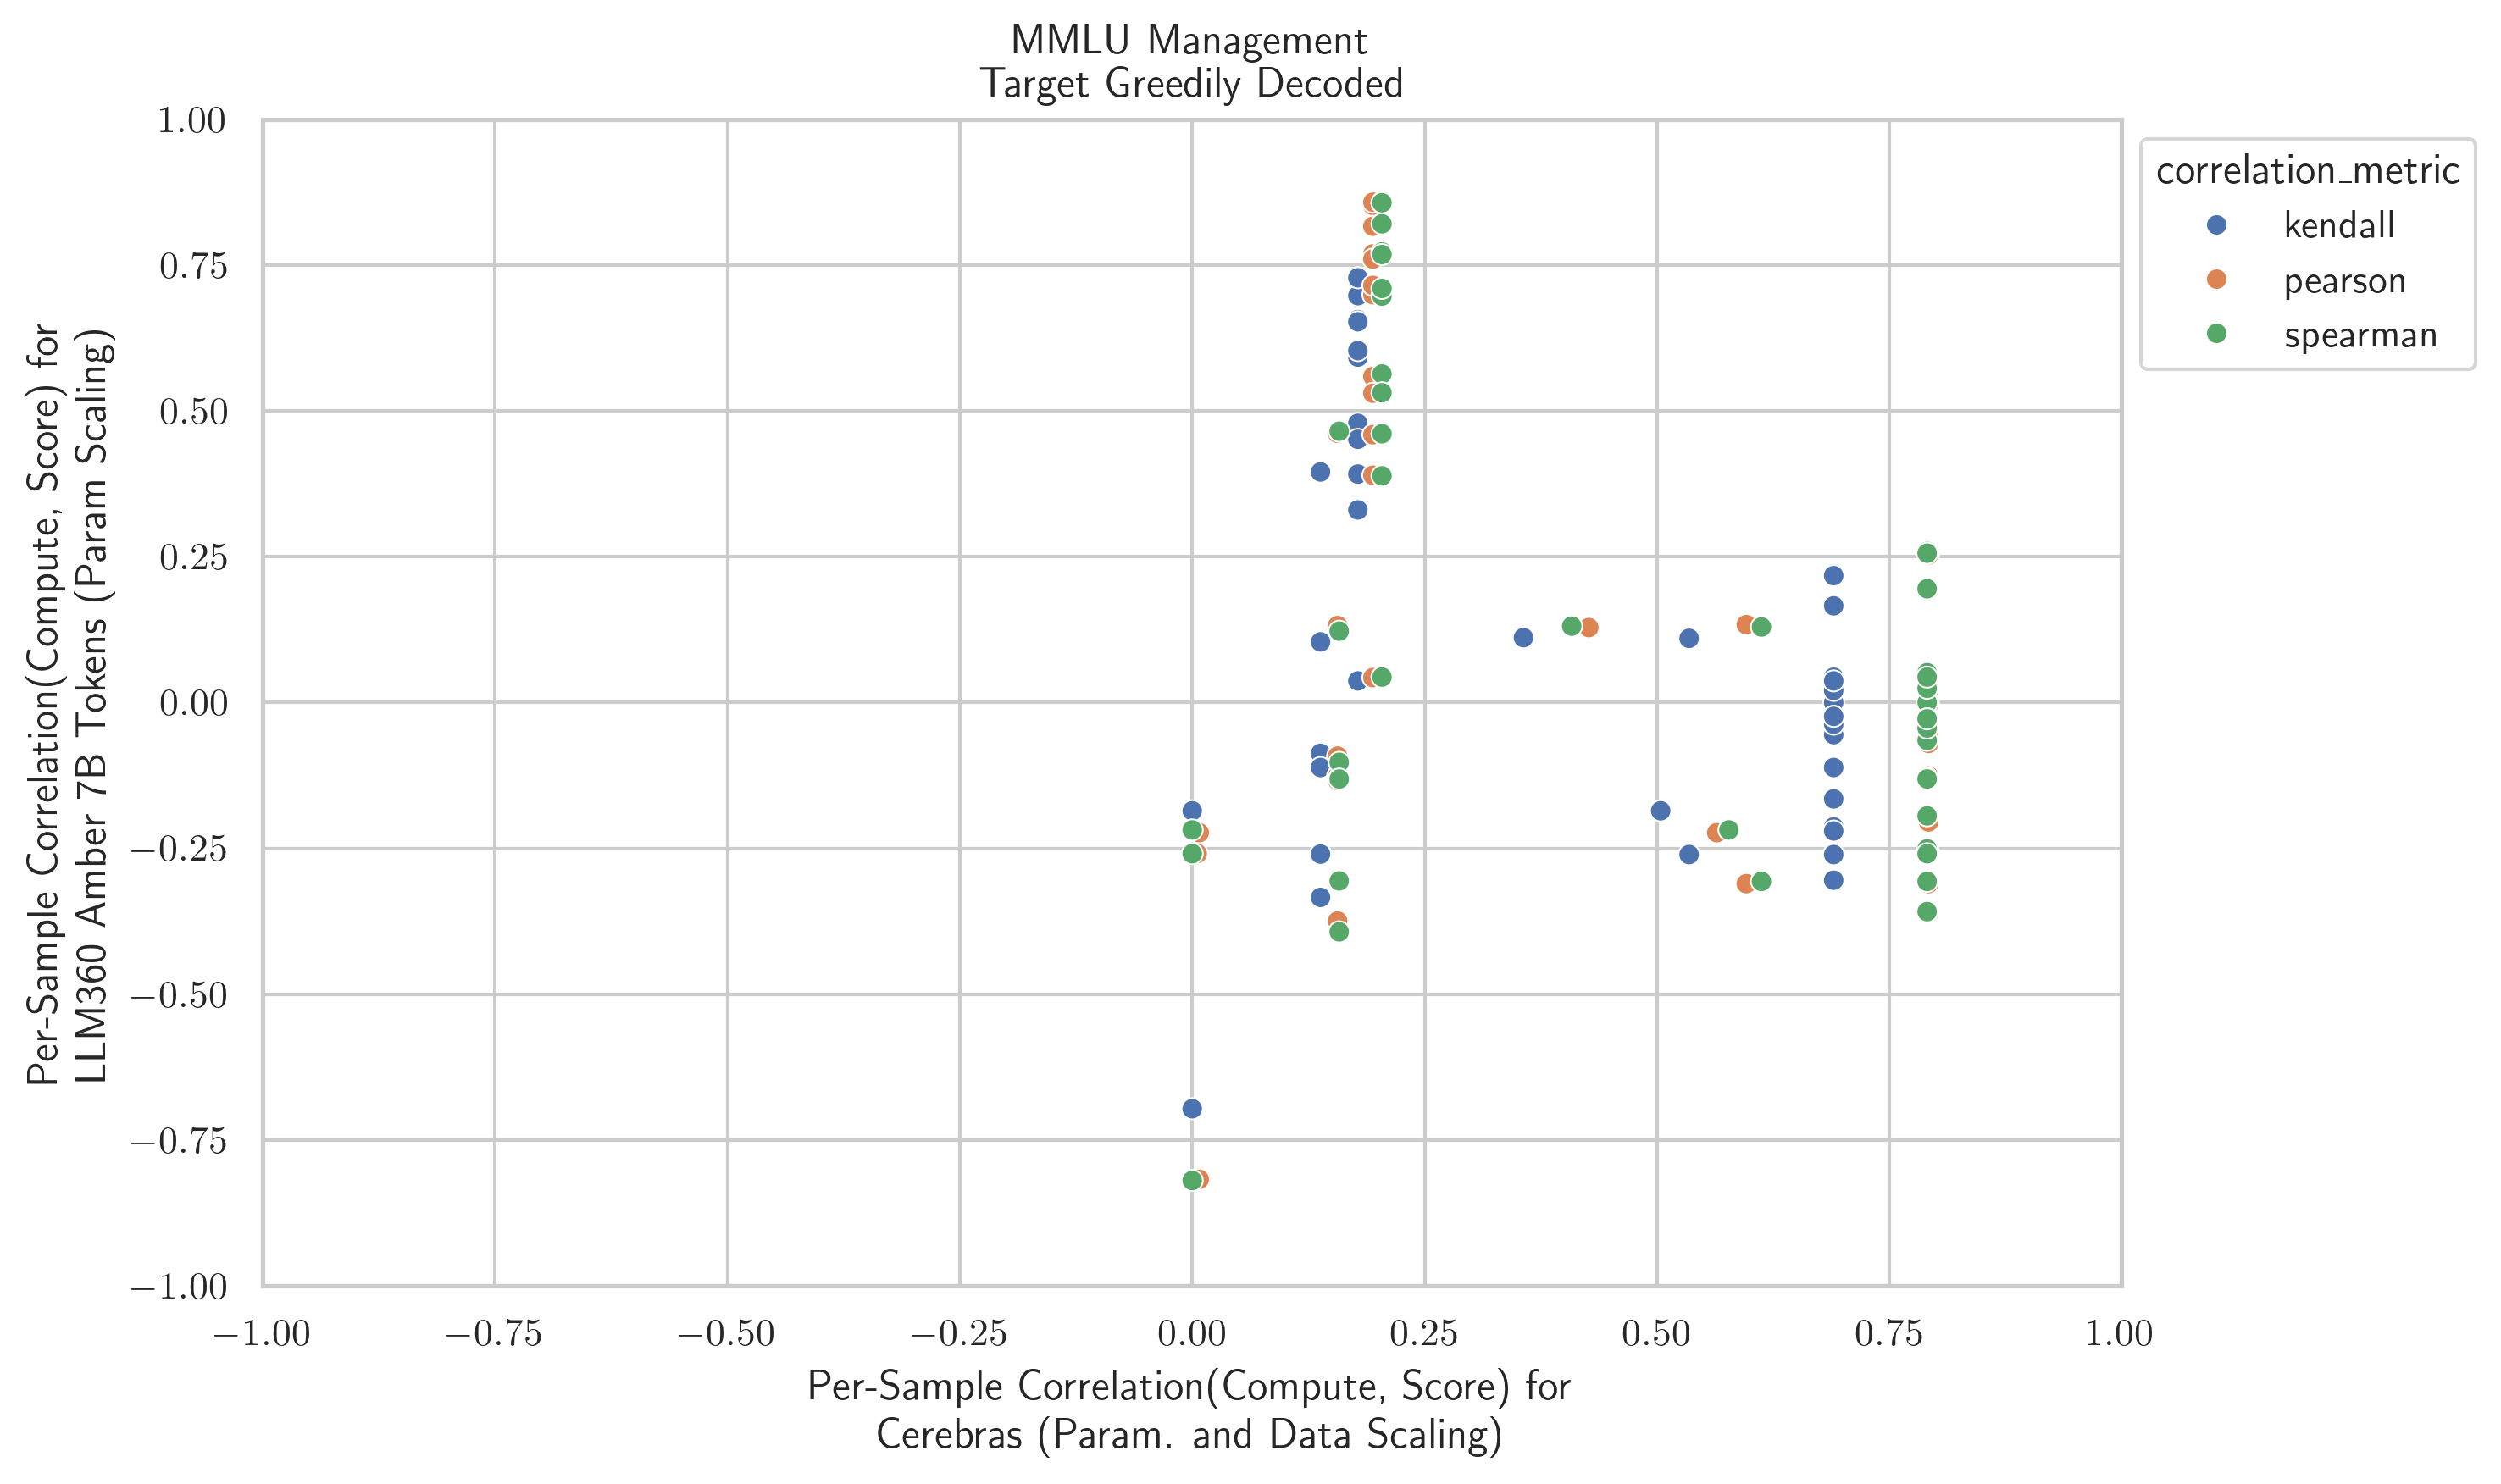 MMLU Management
Target Greedily Decoded
Per-Sample Correlation(Compute, Score) for
LLM360 Amber 7B Tokens (Param Scaling)
1.00
0.75
0.50
0.25
0.00
−0.25
−0.50
−0.75
−1.00
−1.00
−0.75
−0.50
−0.25
0.00
0.25
0.50
0.75
1.00
Per-Sample Correlation(Compute, Score) for
Cerebras (Param. and Data Scaling)
correlation_metric
kendall
pearson
spearman